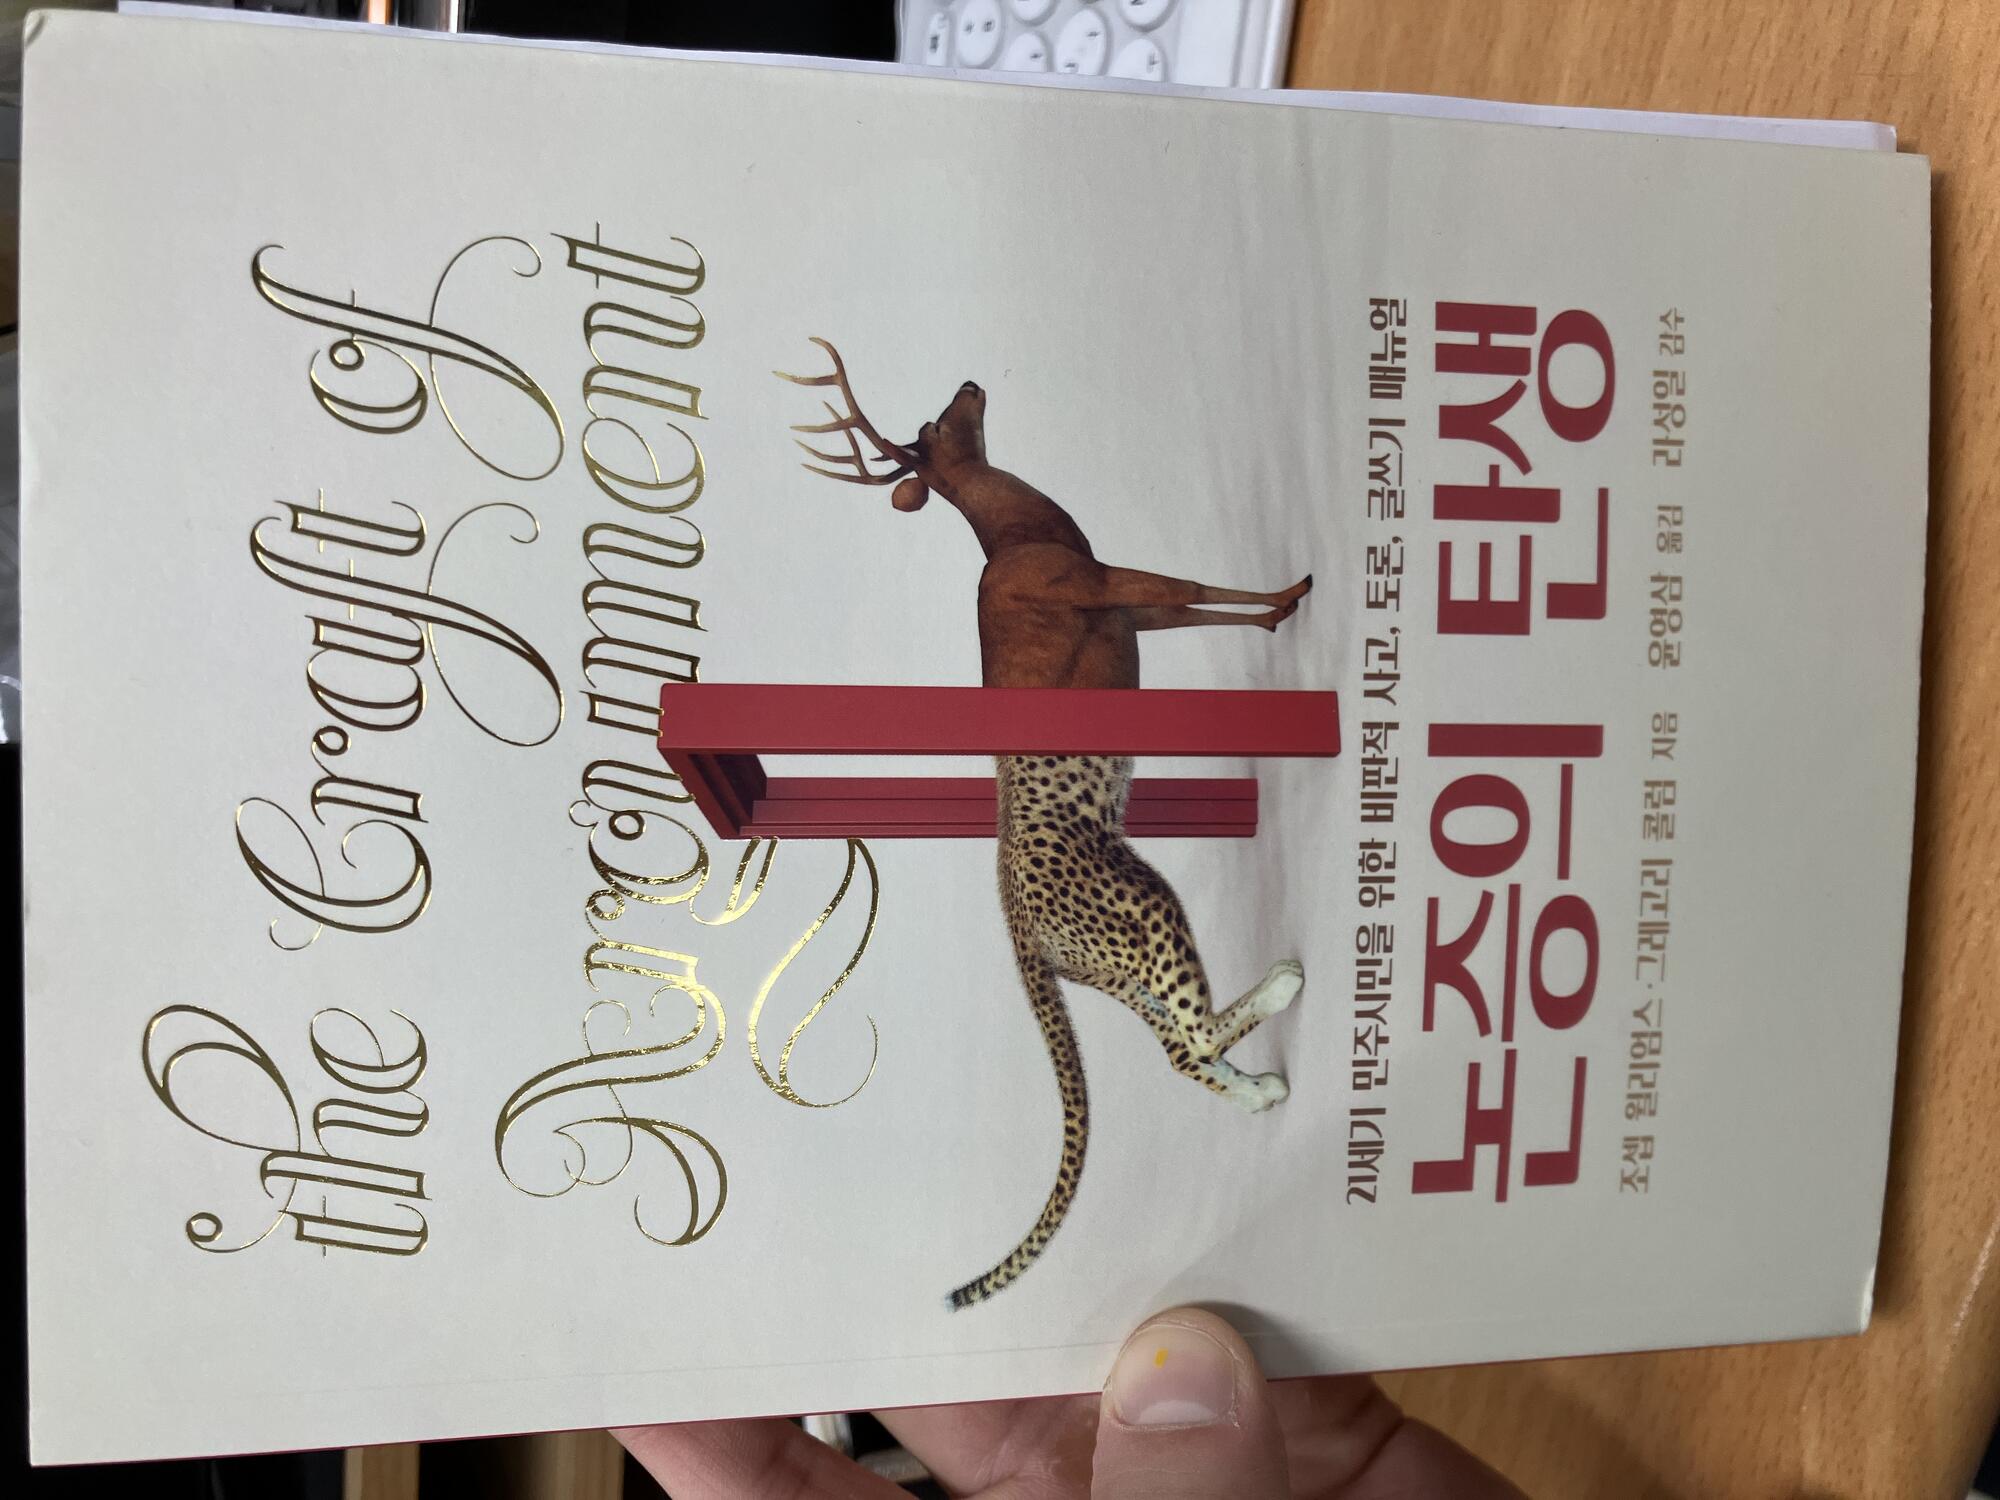 The Craft of
Argument
21세기 민주시민을 위한 비판적 사고, 토론, 글쓰기 매뉴얼
논증의 탄생
조셉 윌리엄스·그레고리 콜럼 지음 윤영삼 옮김 라성일 감수